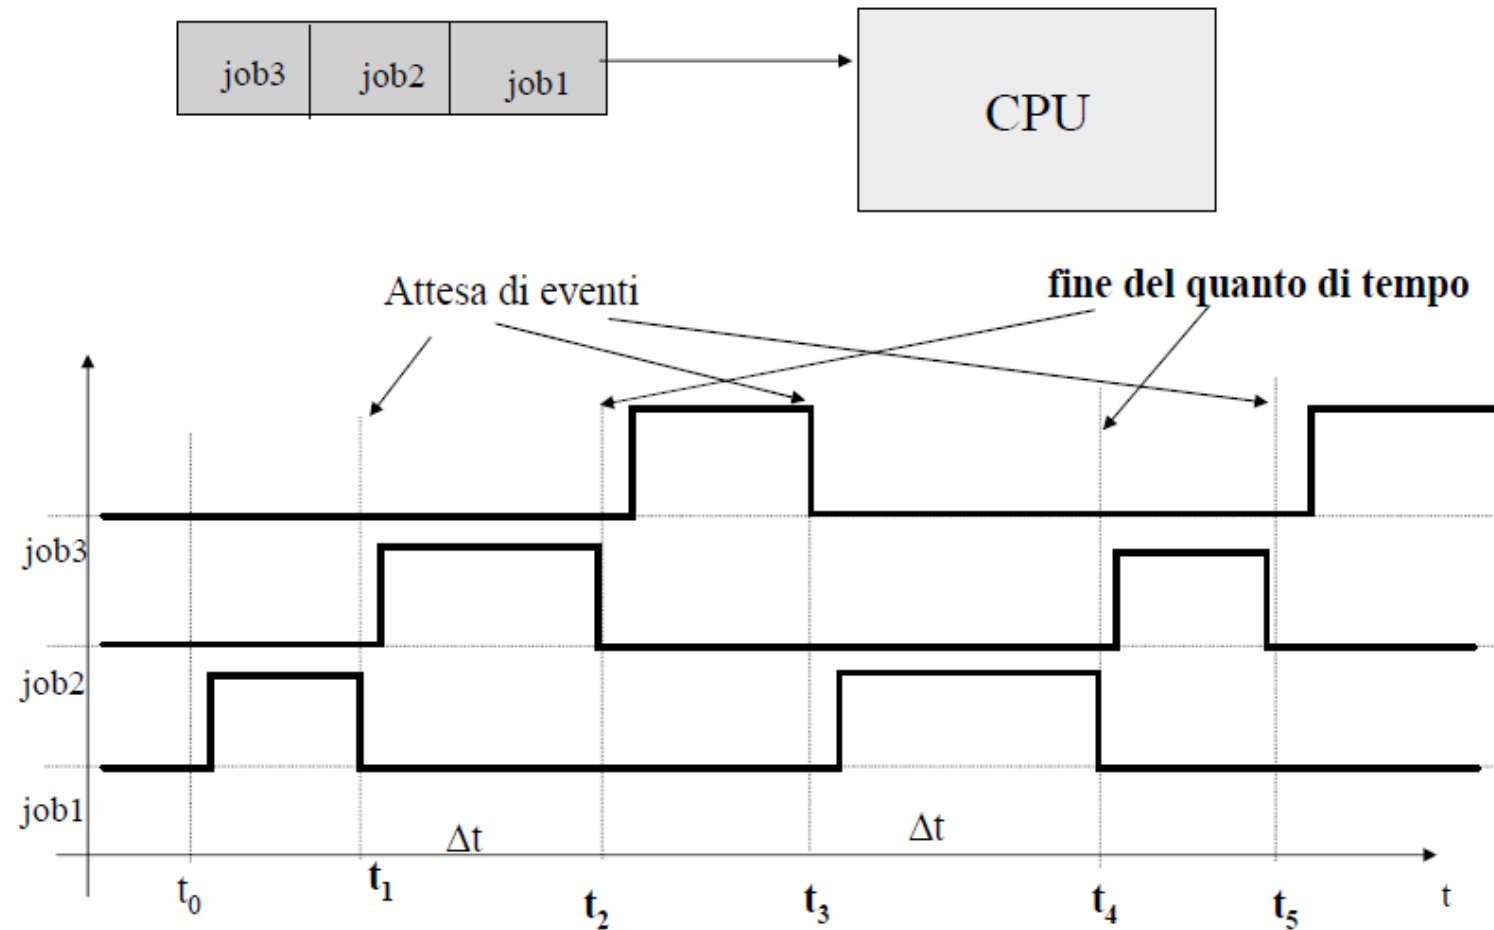 job3 job2 job1
CPU
Attesa di eventi
fine del quanto di tempo
job3
job2
job1
Δt Δt
t0 t1 t2 t3 t4 t5 t